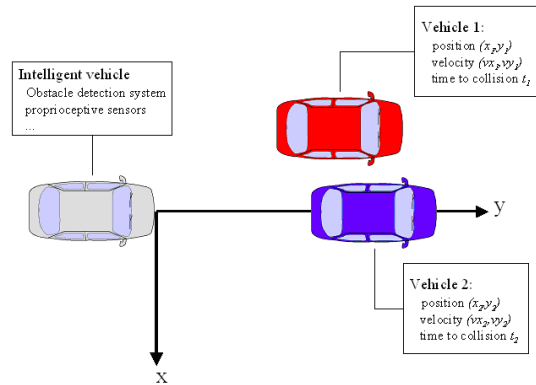 Vehicle 1:
position (x1,y1)
velocity (vx1,vy1)
time to collision t1
Intelligent vehicle
Obstacle detection system
proprioceptive sensors
...
y
Vehicle 2:
position (x2,y2)
velocity (vx2,vy2)
time to collision t2
x